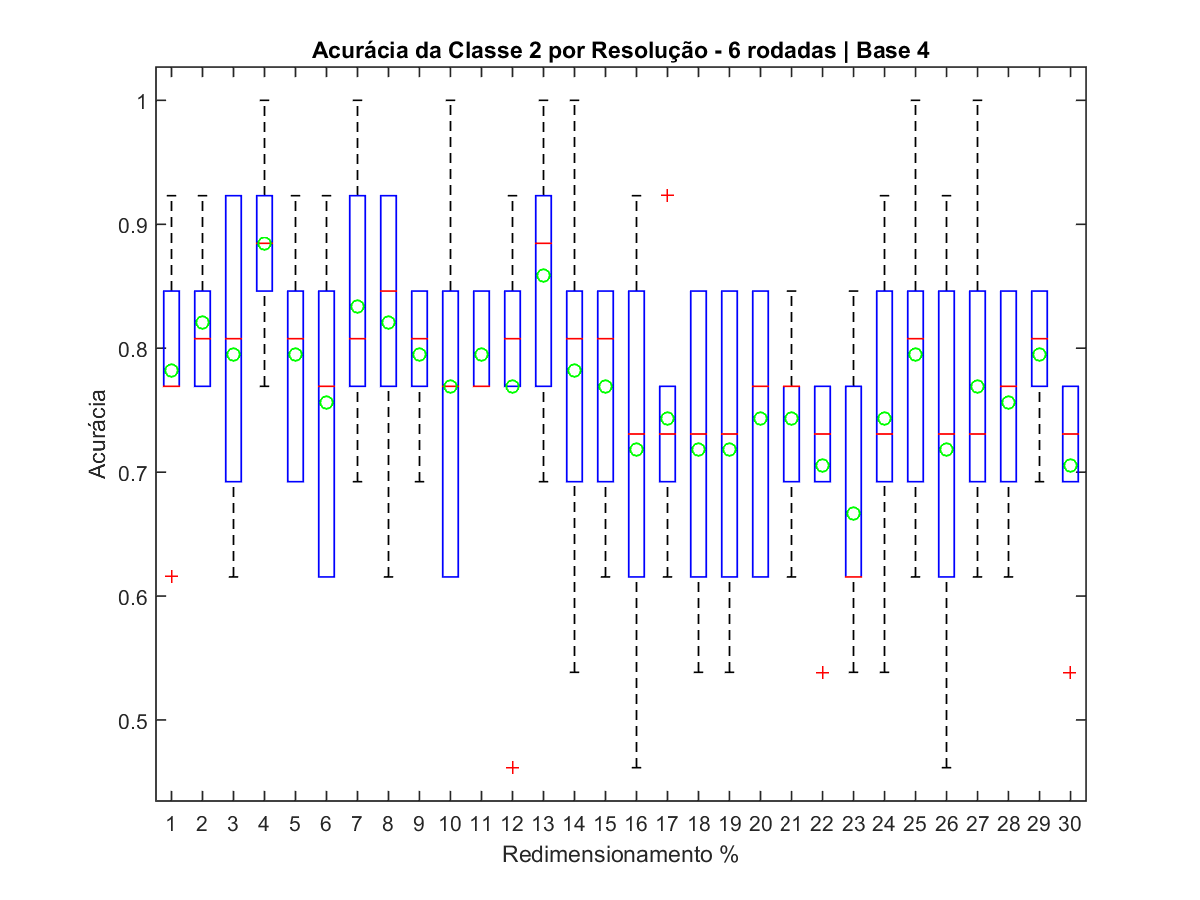 Acurácia da Classe 2 por Resolução - 6 rodadas | Base 4
Acurácia
1
0.9
0.8
0.7
0.6
0.5
1 2 3 4 5 6 7 8 9 10 11 12 13 14 15 16 17 18 19 20 21 22 23 24 25 26 27 28 29 30
Redimensionamento %